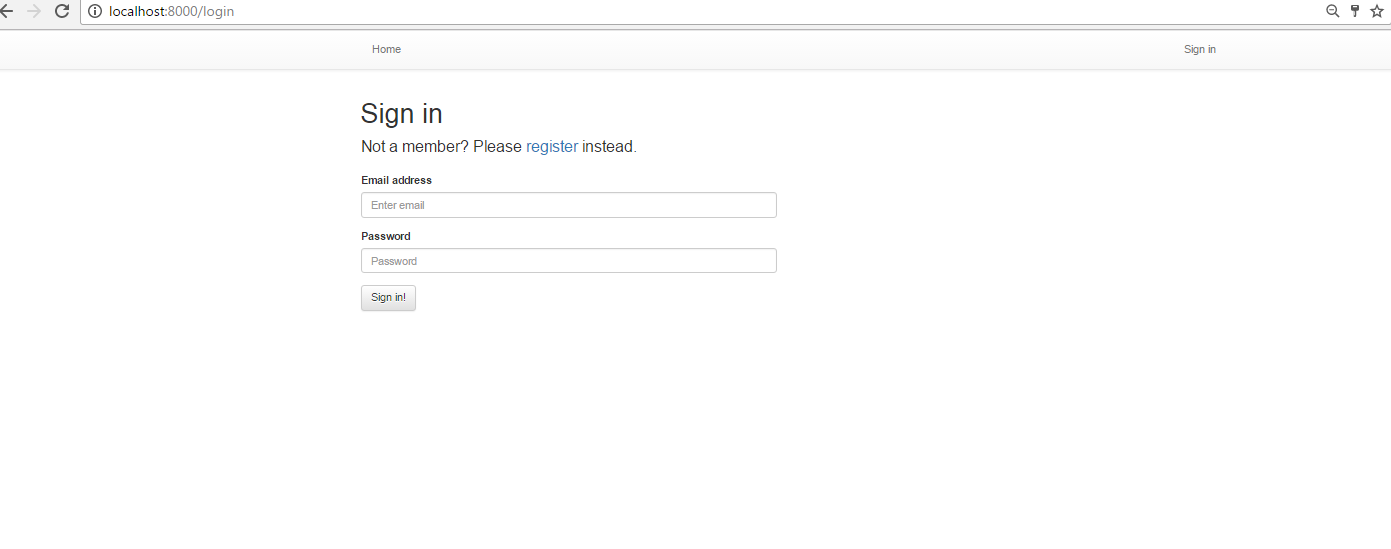 localhost:8000/login
Home Sign in
Sign in
Not a member? Please register instead.
Email address
Enter email
Password
Password
Sign in!